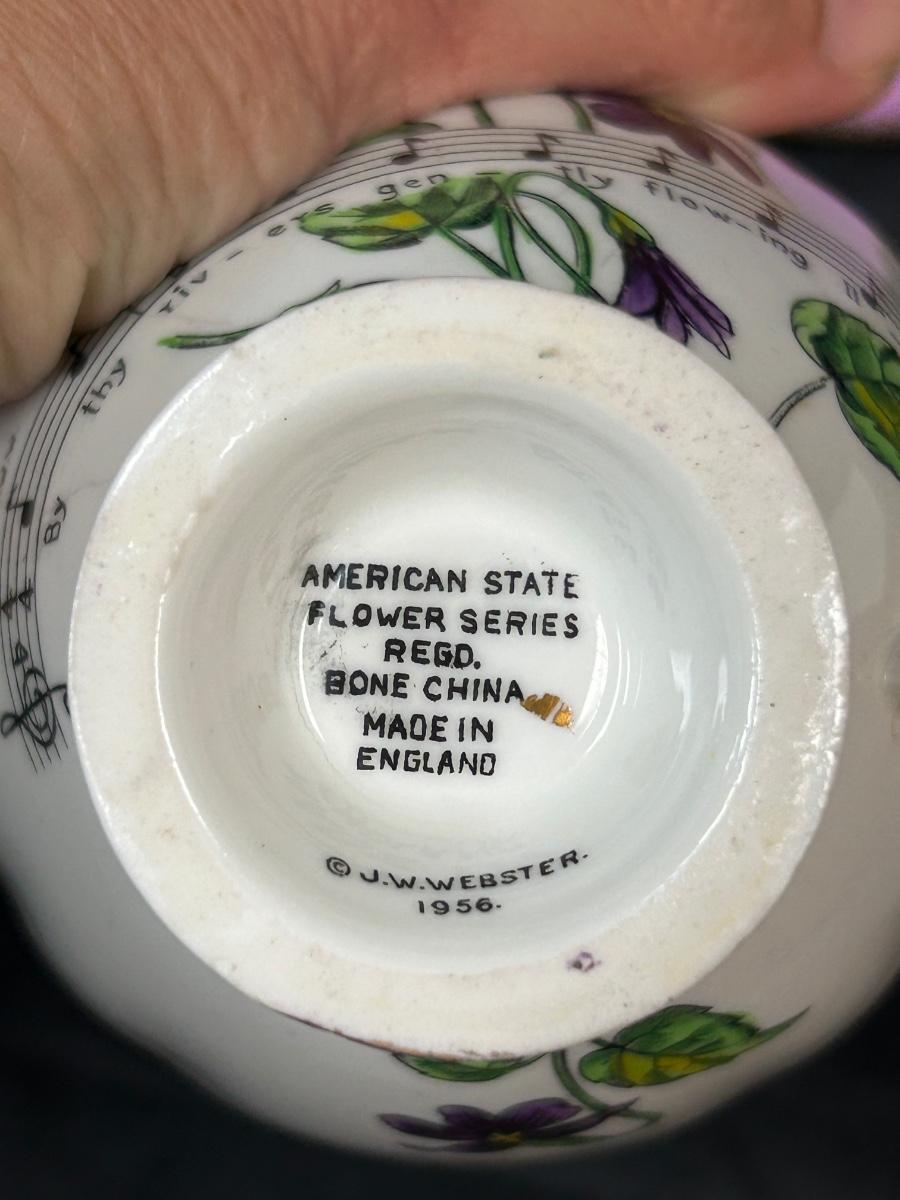 By thy riv - ers gen - tly flow-ing
AMERICAN STATE
FLOWER SERIES
REGD.
BONE CHINA
MADE IN
ENGLAND
© J.W.WEBSTER.
1956.